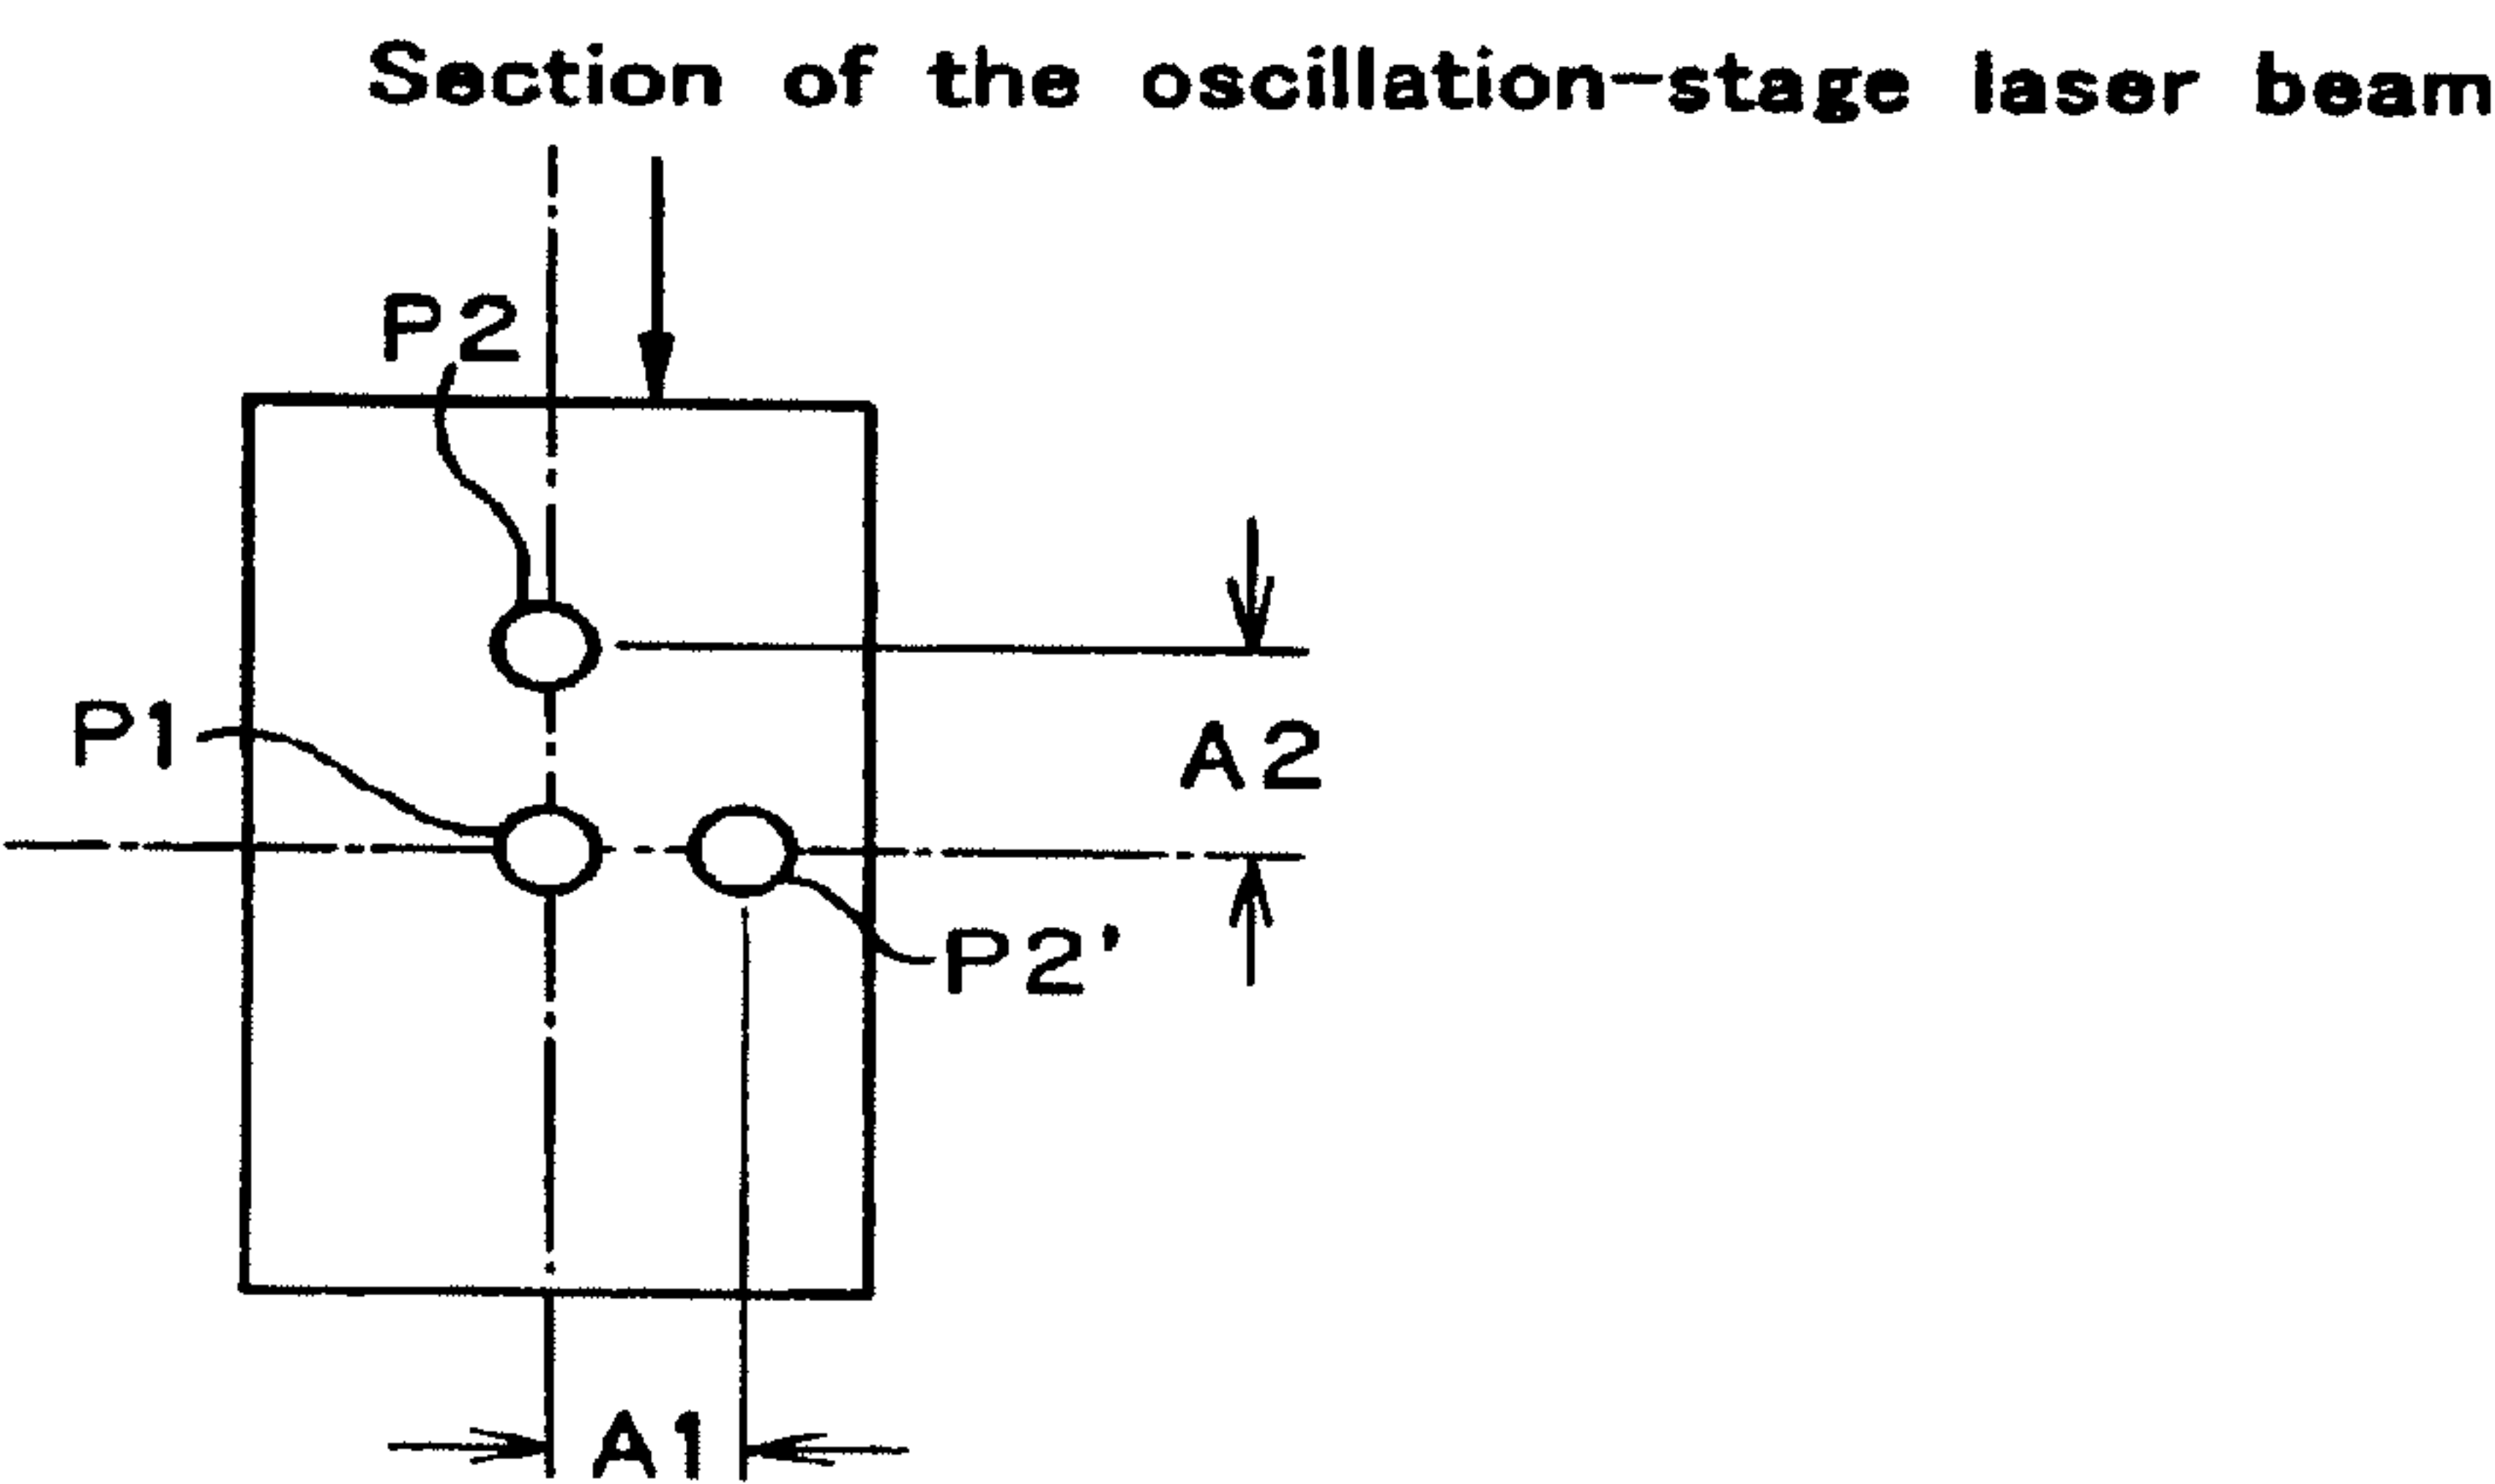 Section of the oscillation-stage laser beam
P2
P1
A2
P2'
A1